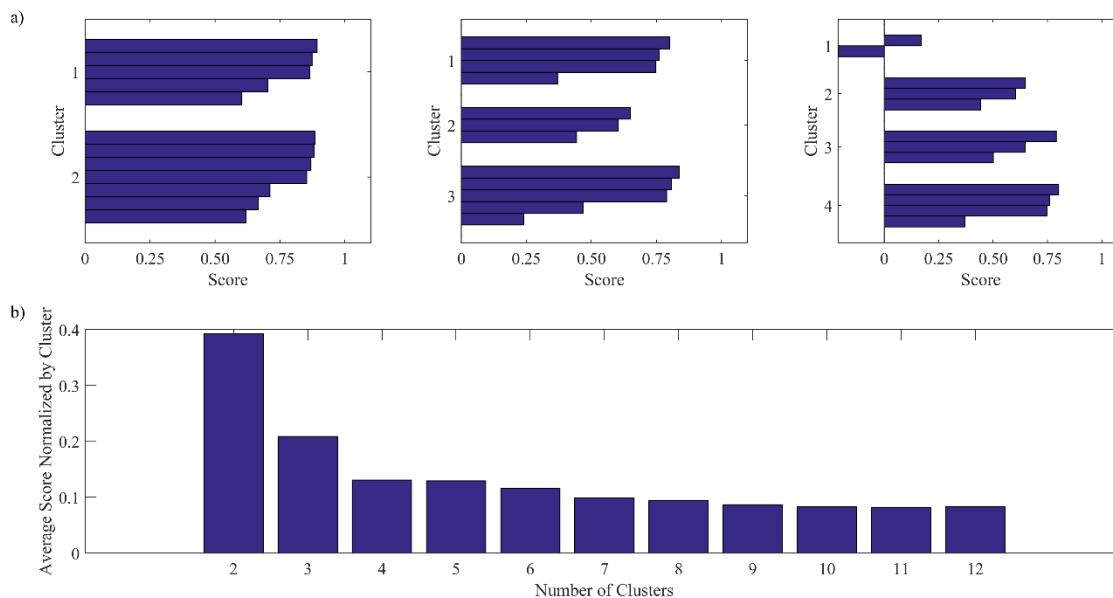 a)
Cluster
1
2
0 0.25 0.5 0.75 1
Score
Cluster
1
2
3
0 0.25 0.5 0.75 1
Score
Cluster
1
2
3
4
0 0.25 0.5 0.75 1
Score
b)
Average Score Normalized by Cluster
0.4
0.3
0.2
0.1
0
2 3 4 5 6 7 8 9 10 11 12
Number of Clusters